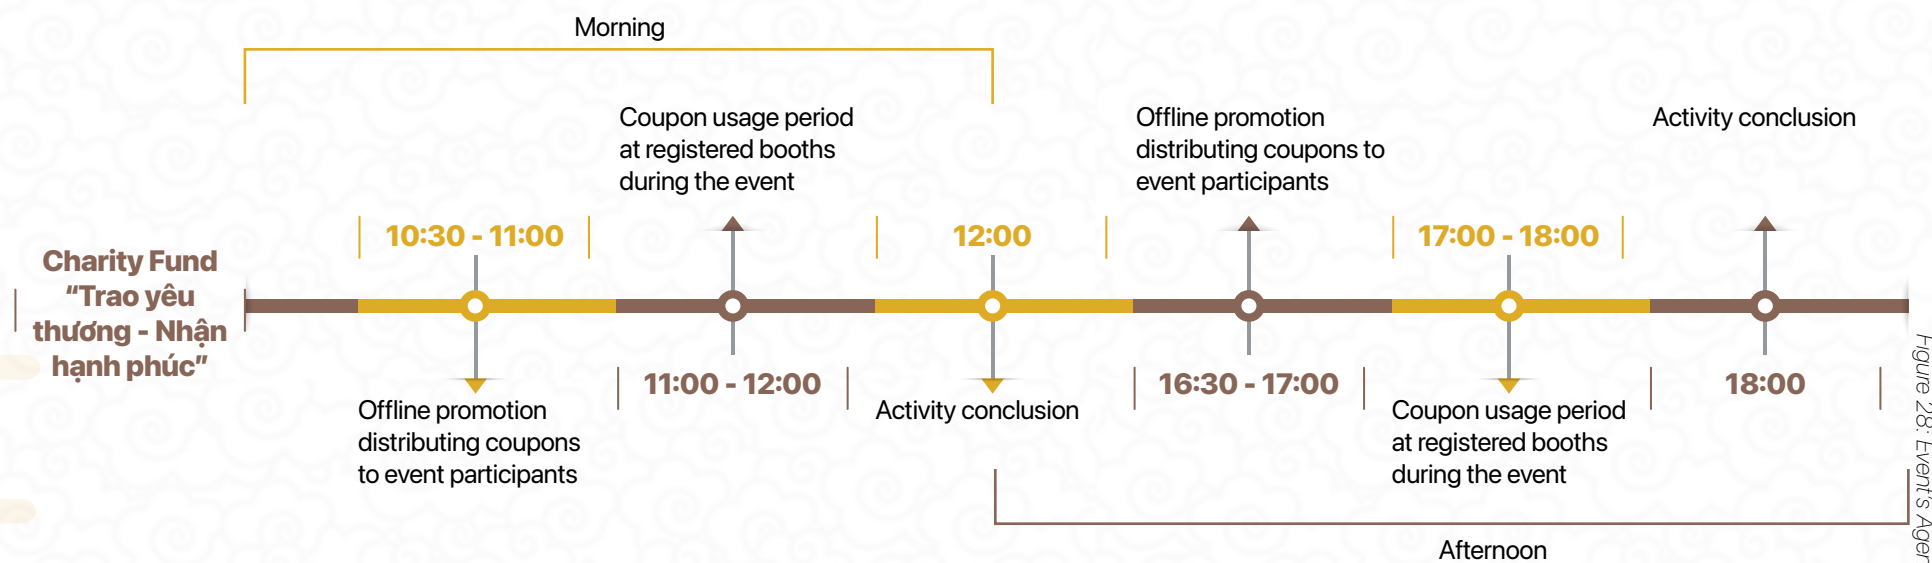 Morning
Charity Fund
“Trao yêu
thương - Nhận
hạnh phúc”
10:30 - 11:00
Offline promotion
distributing coupons
to event participants
Coupon usage period
at registered booths
during the event
11:00 - 12:00
12:00
Activity conclusion
Offline promotion
distributing coupons to
event participants
16:30 - 17:00
17:00 - 18:00
Coupon usage period
at registered booths
during the event
Activity conclusion
18:00
Afternoon
Figure 28: Event's